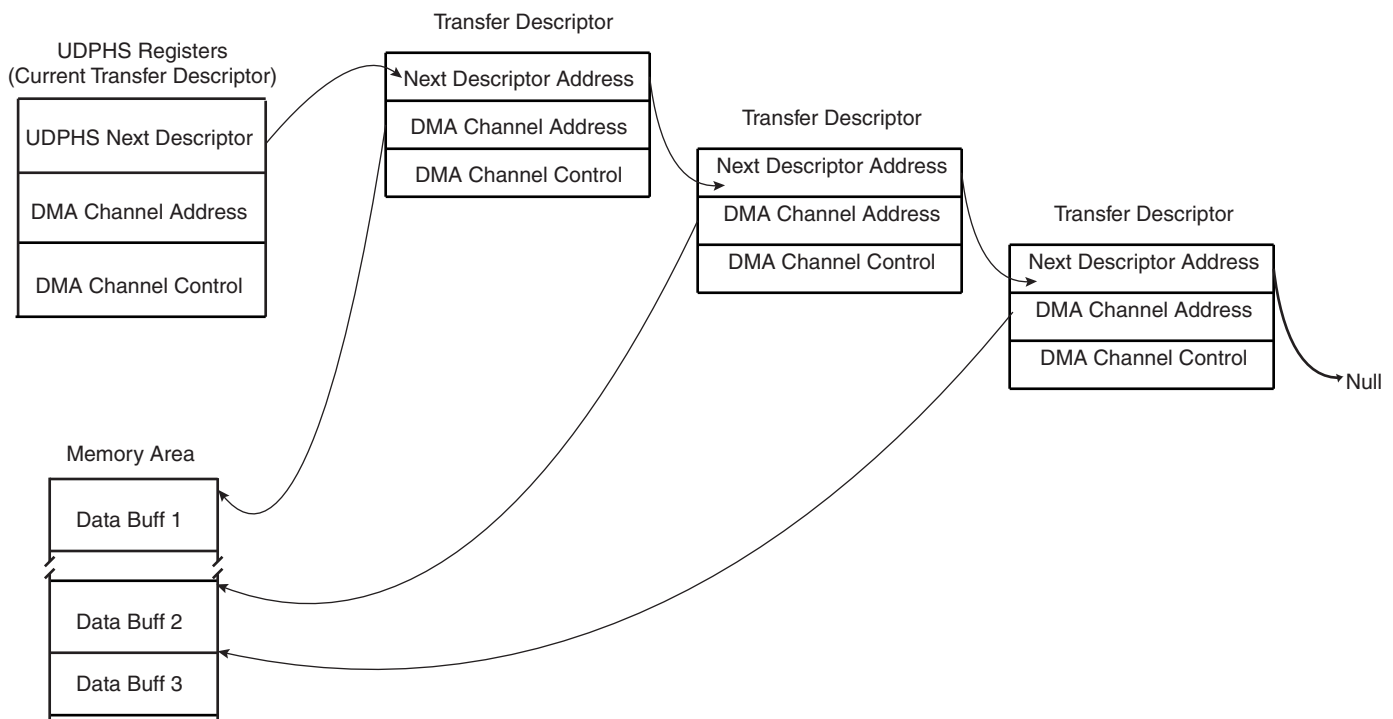 UDPHS Registers
(Current Transfer Descriptor)
UDPHS Next Descriptor
DMA Channel Address
DMA Channel Control
Transfer Descriptor
Next Descriptor Address
DMA Channel Address
DMA Channel Control
Transfer Descriptor
Next Descriptor Address
DMA Channel Address
DMA Channel Control
Transfer Descriptor
Next Descriptor Address
DMA Channel Address
DMA Channel Control
Null
Memory Area
Data Buff 1
Data Buff 2
Data Buff 3